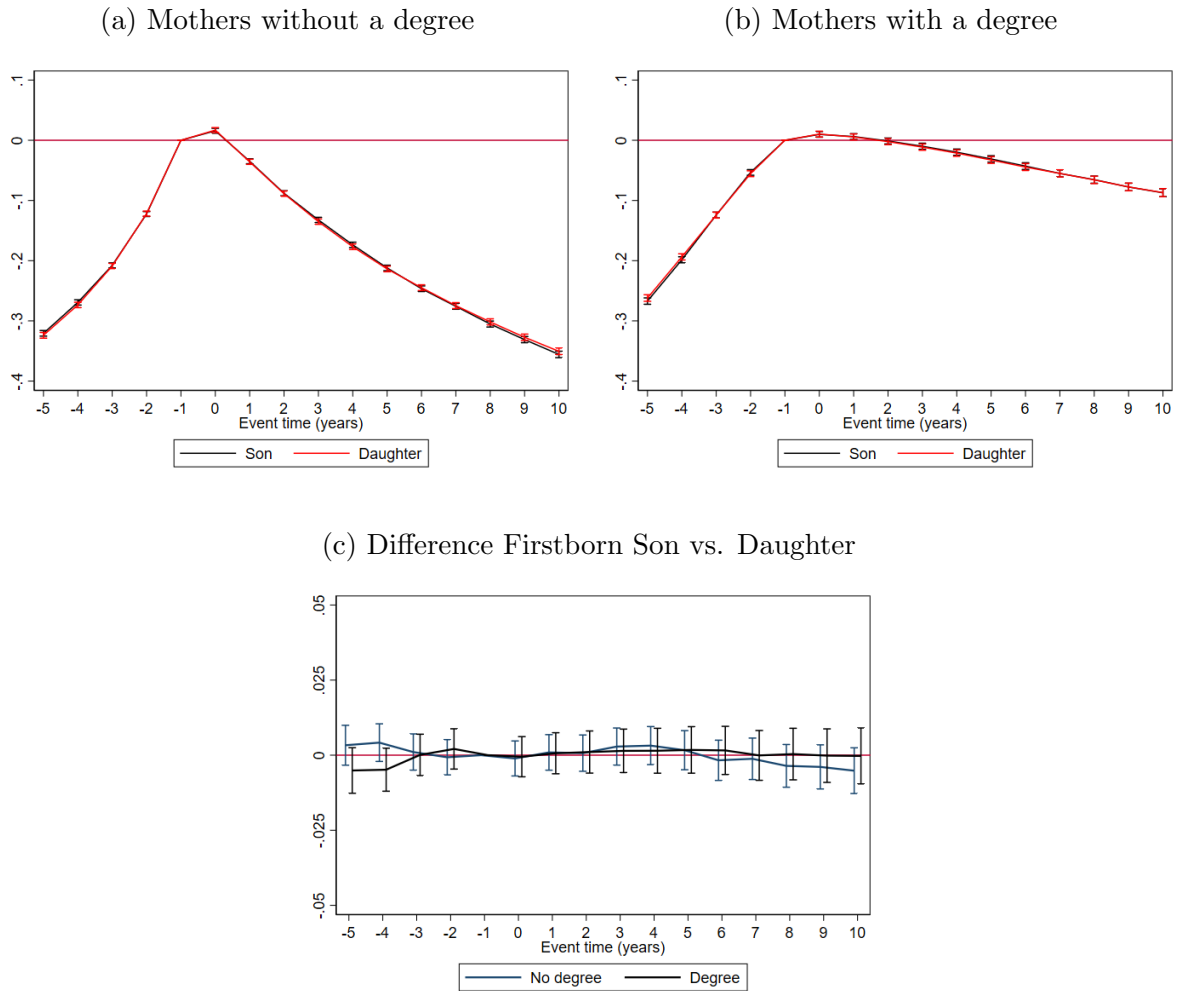 (a) Mothers without a degree
.1
0
-.1
-.2
-.3
-.4
-5 -4 -3 -2 -1 0 1 2 3 4 5 6 7 8 9 10
Event time (years)
Son Daughter
(b) Mothers with a degree
.1
0
-.1
-.2
-.3
-.4
-5 -4 -3 -2 -1 0 1 2 3 4 5 6 7 8 9 10
Event time (years)
Son Daughter
(c) Difference Firstborn Son vs. Daughter
.05
.025
0
-.025
-.05
-5 -4 -3 -2 -1 0 1 2 3 4 5 6 7 8 9 10
Event time (years)
No degree Degree